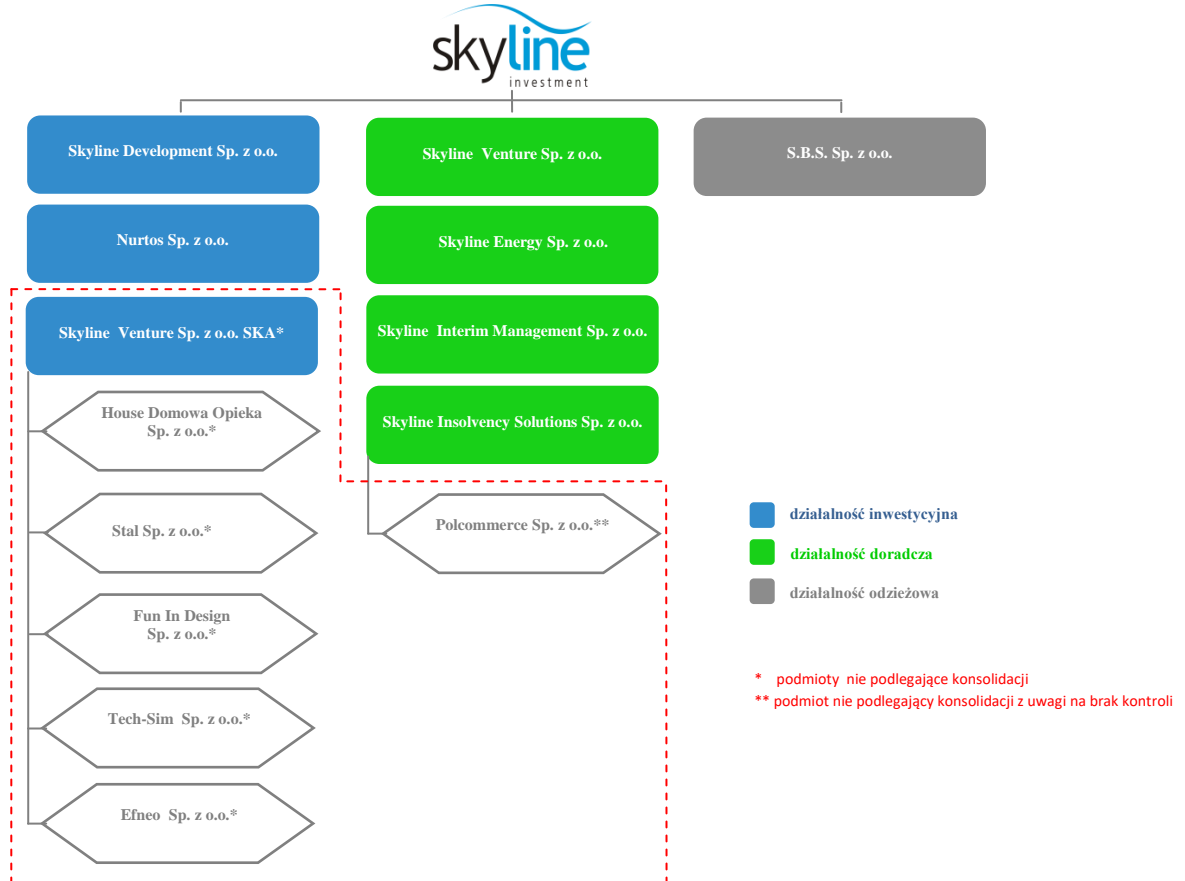 skyline
investment
Skyline Development Sp. z o.o.
Skyline Venture Sp. z o.o.
S.B.S. Sp. z o.o.
Nurtos Sp. z o.o.
Skyline Energy Sp. z o.o.
Skyline Venture Sp. z o.o. SKA*
Skyline Interim Management Sp. z o.o.
House Domowa Opieka
Sp. z o.o.*
Skyline Insolvency Solutions Sp. z o.o.
Stal Sp. z o.o.*
Polcommerce Sp. z o.o.**
Fun In Design
Sp. z o.o.*
Tech-Sim Sp. z o.o.*
Efneo Sp. z o.o.*
działalność inwestycyjna
działalność doradcza
działalność odzieżowa
* podmioty nie podlegające konsolidacji
** podmiot nie podlegający konsolidacji z uwagi na brak kontroli